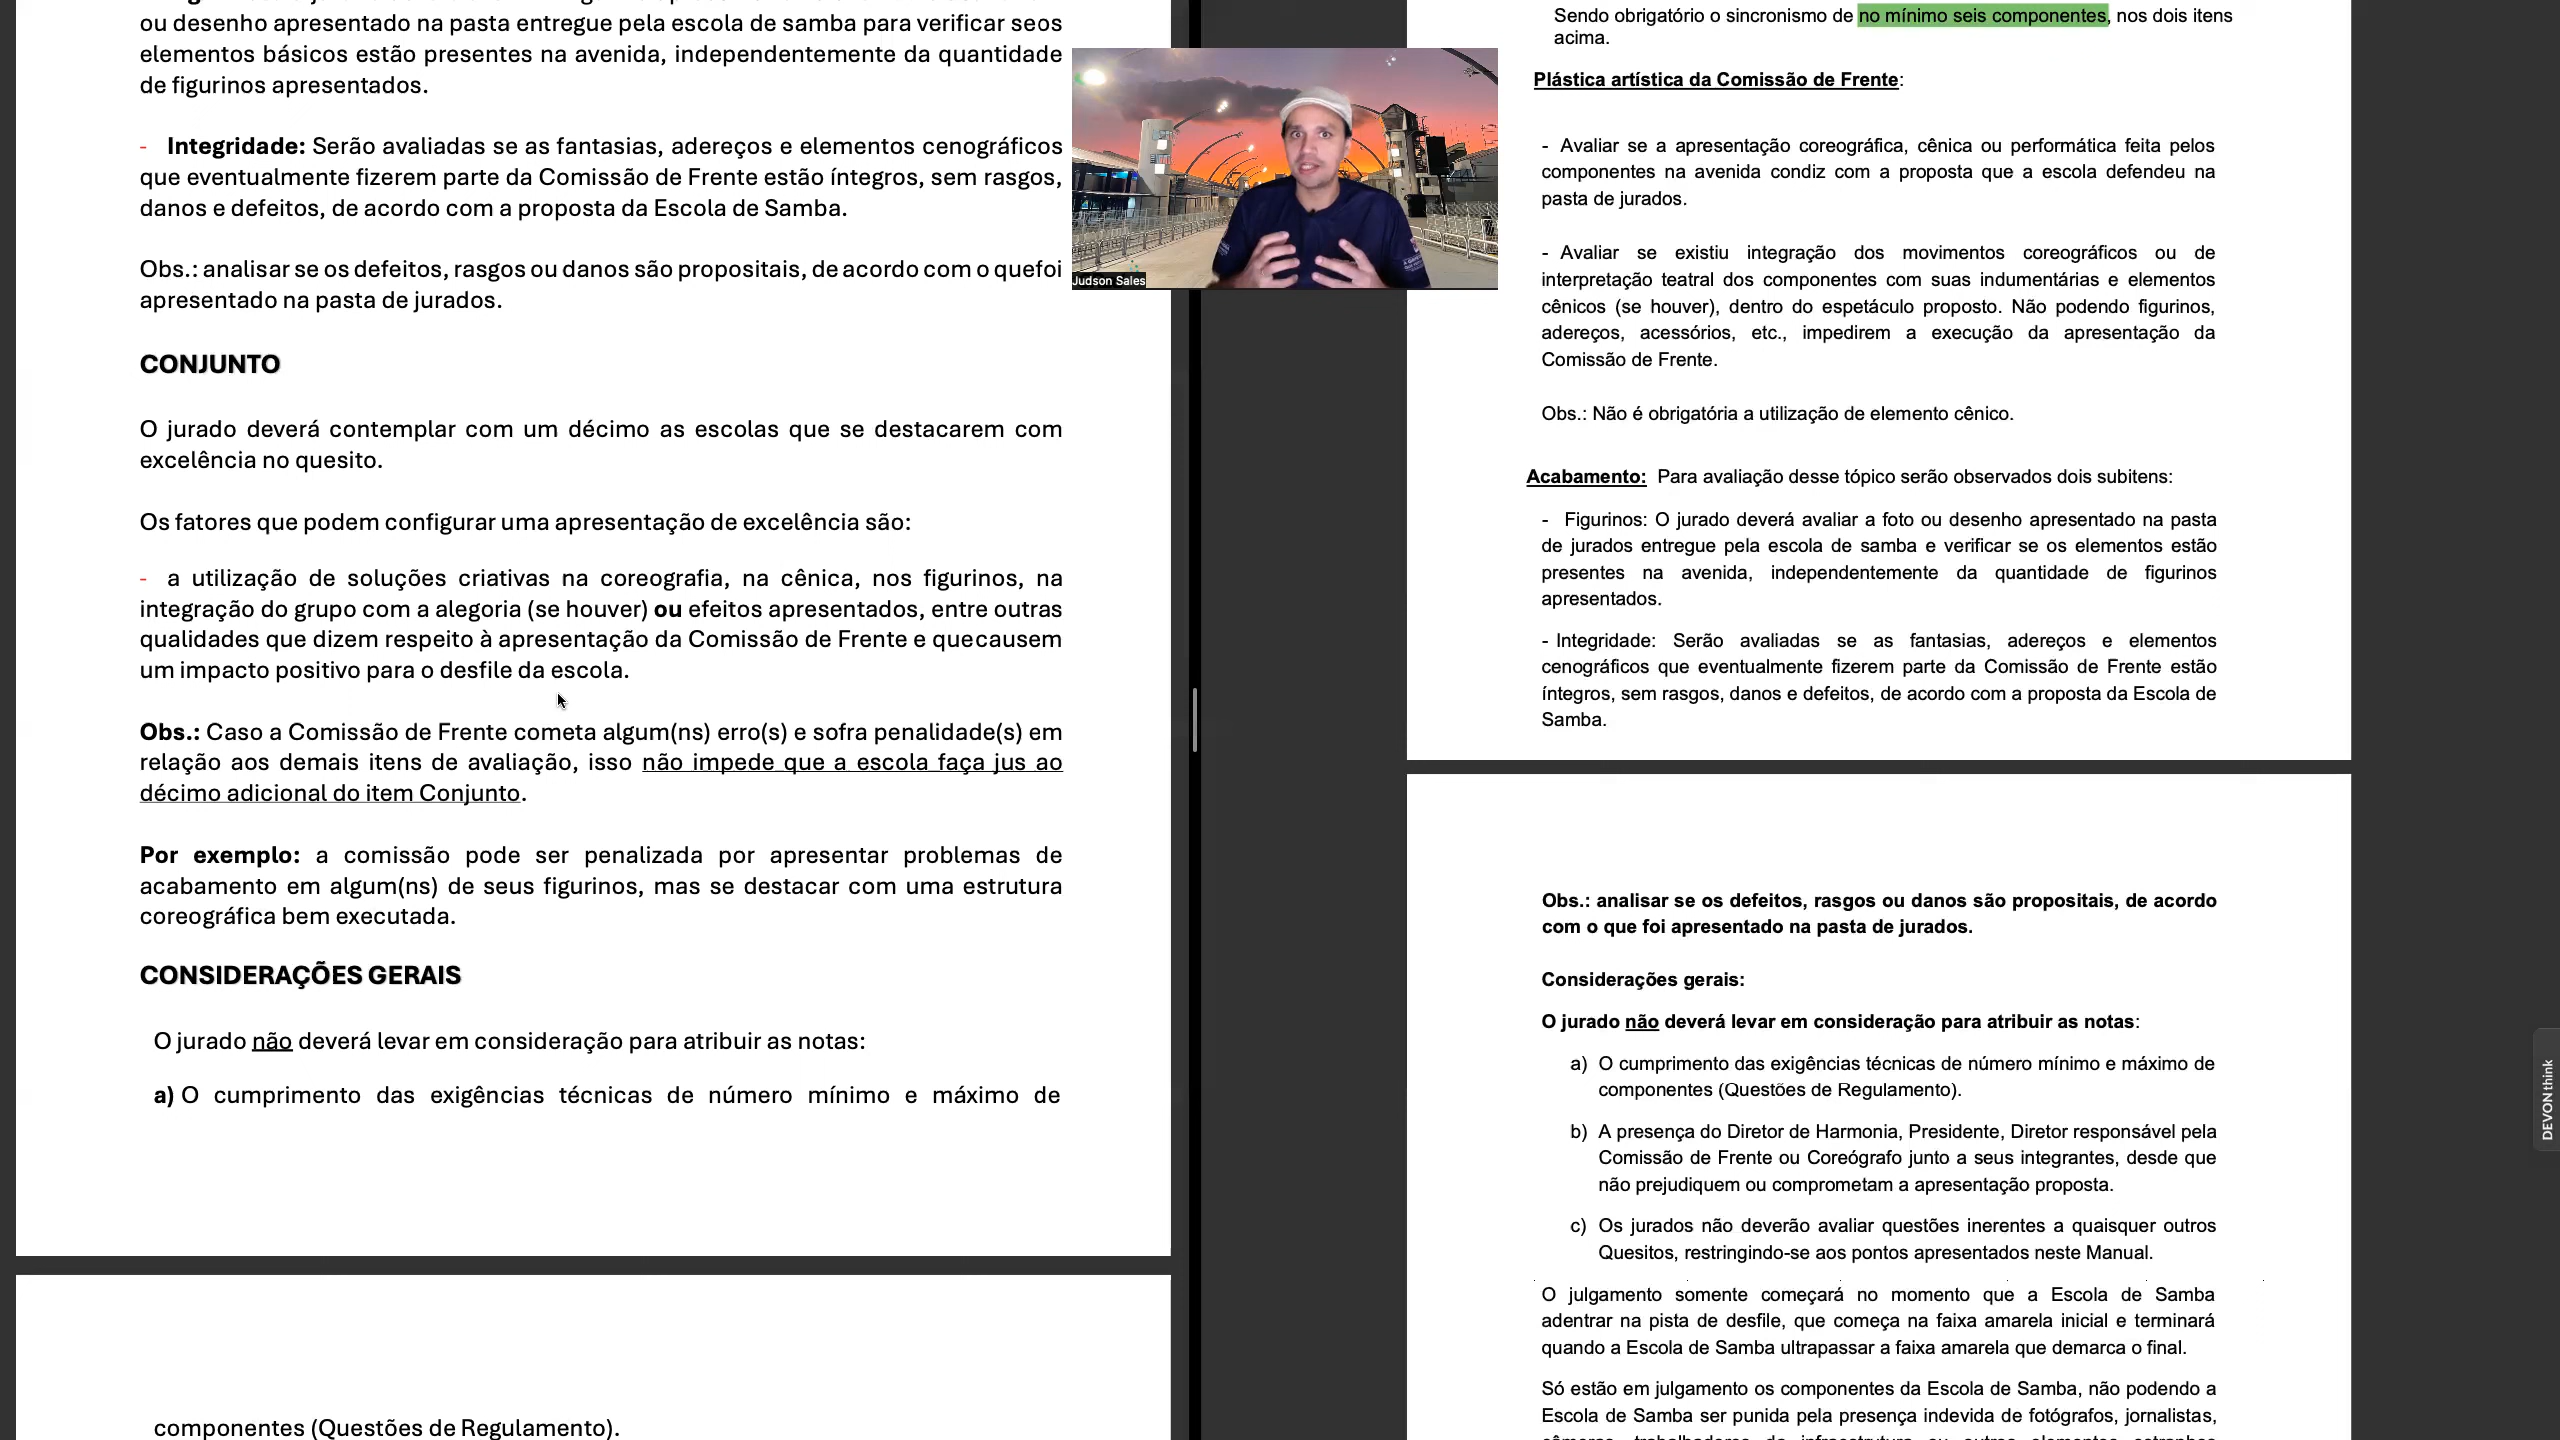 ou desenho apresentado na pasta entregue pela escola de samba para verificar seos
elementos básicos estão presentes na avenida, independentemente da quantidade
de figurinos apresentados.
- Integridade: Serão avaliadas se as fantasias, adereços e elementos cenográficos
que eventualmente fizerem parte da Comissão de Frente estão íntegros, sem rasgos,
danos e defeitos, de acordo com a proposta da Escola de Samba.
Obs.: analisar se os defeitos, rasgos ou danos são propositais, de acordo com o quefoi
apresentado na pasta de jurados.
CONJUNTO
O jurado deverá contemplar com um décimo as escolas que se destacarem com
excelência no quesito.
Os fatores que podem configurar uma apresentação de excelência são:
- a utilização de soluções criativas na coreografia, na cênica, nos figurinos, na
integração do grupo com a alegoria (se houver) ou efeitos apresentados, entre outras
qualidades que dizem respeito à apresentação da Comissão de Frente e quecausem
um impacto positivo para o desfile da escola.
Obs.: Caso a Comissão de Frente cometa algum(ns) erro(s) e sofra penalidade(s) em
relação aos demais itens de avaliação, isso não impede que a escola faça jus ao
décimo adicional do item Conjunto.
Por exemplo: a comissão pode ser penalizada por apresentar problemas de
acabamento em algum(ns) de seus figurinos, mas se destacar com uma estrutura
coreográfica bem executada.
CONSIDERAÇÕES GERAIS
O jurado não deverá levar em consideração para atribuir as notas:
a) O cumprimento das exigências técnicas de número mínimo e máximo de
componentes (Questões de Regulamento).
Judson Sales
Sendo obrigatório o sincronismo de no mínimo seis componentes, nos dois itens
acima.
Plástica artística da Comissão de Frente:
- Avaliar se a apresentação coreográfica, cênica ou performática feita pelos
componentes na avenida condiz com a proposta que a escola defendeu na
pasta de jurados.
- Avaliar se existiu integração dos movimentos coreográficos ou de
interpretação teatral dos componentes com suas indumentárias e elementos
cênicos (se houver), dentro do espetáculo proposto. Não podendo figurinos,
adereços, acessórios, etc., impedirem a execução da apresentação da
Comissão de Frente.
Obs.: Não é obrigatória a utilização de elemento cênico.
Acabamento: Para avaliação desse tópico serão observados dois subitens:
- Figurinos: O jurado deverá avaliar a foto ou desenho apresentado na pasta
de jurados entregue pela escola de samba e verificar se os elementos estão
presentes na avenida, independentemente da quantidade de figurinos
apresentados.
- Integridade: Serão avaliadas se as fantasias, adereços e elementos
cenográficos que eventualmente fizerem parte da Comissão de Frente estão
íntegros, sem rasgos, danos e defeitos, de acordo com a proposta da Escola de
Samba.
Obs.: analisar se os defeitos, rasgos ou danos são propositais, de acordo
com o que foi apresentado na pasta de jurados.
Considerações gerais:
O jurado não deverá levar em consideração para atribuir as notas:
a) O cumprimento das exigências técnicas de número mínimo e máximo de
componentes (Questões de Regulamento).
b) A presença do Diretor de Harmonia, Presidente, Diretor responsável pela
Comissão de Frente ou Coreógrafo junto a seus integrantes, desde que
não prejudiquem ou comprometam a apresentação proposta.
c) Os jurados não deverão avaliar questões inerentes a quaisquer outros
Quesitos, restringindo-se aos pontos apresentados neste Manual.
O julgamento somente começará no momento que a Escola de Samba
adentrar na pista de desfile, que começa na faixa amarela inicial e terminará
quando a Escola de Samba ultrapassar a faixa amarela que demarca o final.
Só estão em julgamento os componentes da Escola de Samba, não podendo a
Escola de Samba ser punida pela presença indevida de fotógrafos, jornalistas,
DEVONthink